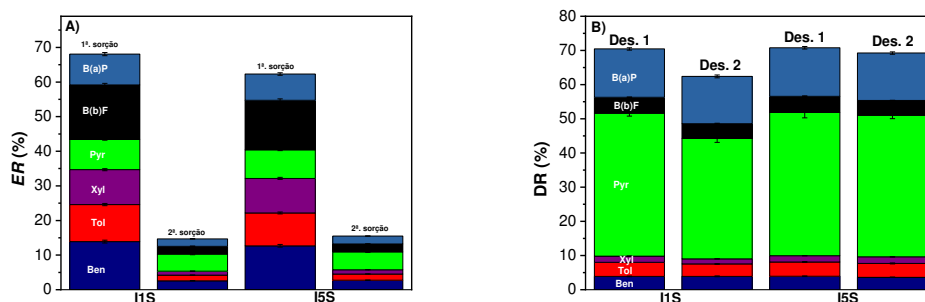 A)
ER (%)
70
60
50
40
30
20
10
0
1ª. sorção
B(a)P
B(b)F
Pyr
Xyl
Tol
Ben
2ª. sorção
1ª. sorção
2ª. sorção
I1S
I5S
B)
DR (%)
80
70
60
50
40
30
20
10
0
Des. 1
Des. 2
Des. 1
Des. 2
B(a)P
B(b)F
Pyr
Xyl
Tol
Ben
I1S
I5S